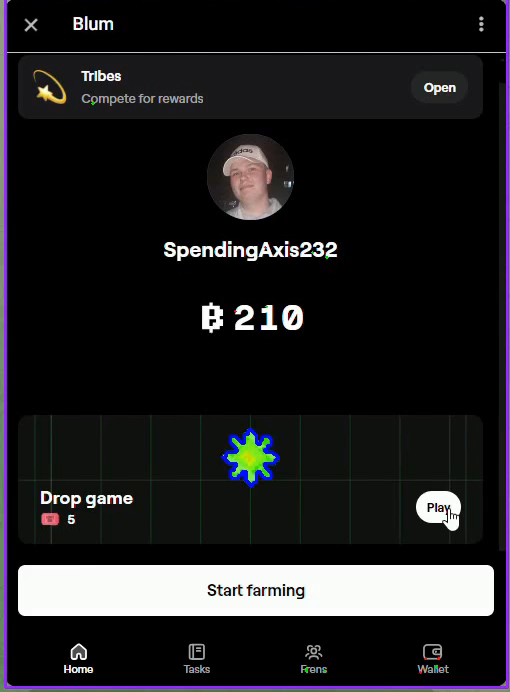 Blum
Tribes
Compete for rewards
Open
SpendingAxis232
210
Drop game
5
Play
Start farming
Home
Tasks
Frens
Wallet